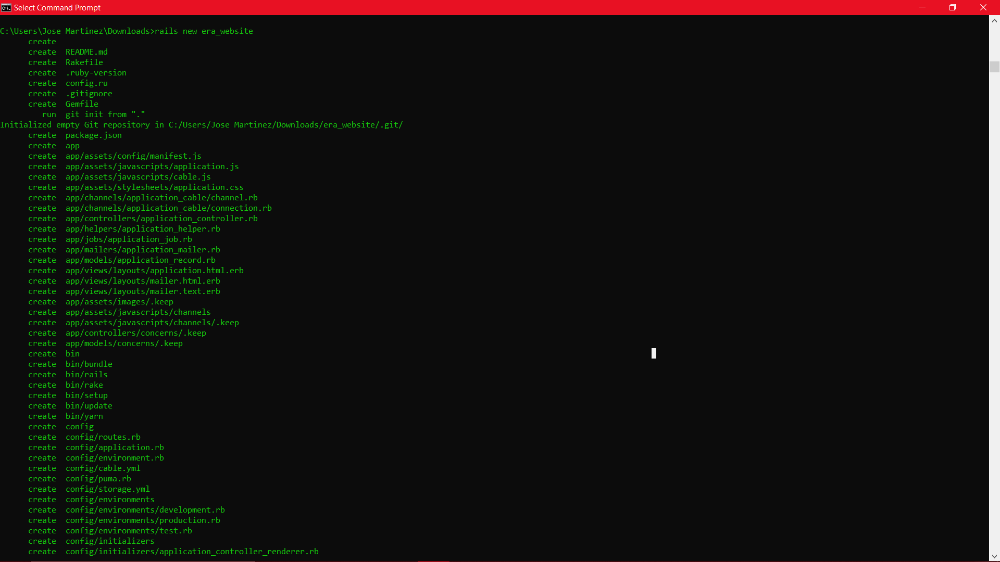 Select Command Prompt
C:\Users\Jose Martinez\Downloads>rails new era_website
create
create README.md
create Rakefile
create .ruby-version
create config.ru
create .gitignore
create Gemfile
run git init from "."
Initialized empty Git repository in C:/Users/Jose Martinez/Downloads/era_website/.git/
create package.json
create app
create app/assets/config/manifest.js
create app/assets/javascripts/application.js
create app/assets/javascripts/cable.js
create app/assets/stylesheets/application.css
create app/channels/application_cable/channel.rb
create app/channels/application_cable/connection.rb
create app/controllers/application_controller.rb
create app/helpers/application_helper.rb
create app/jobs/application_job.rb
create app/mailers/application_mailer.rb
create app/models/application_record.rb
create app/views/layouts/application.html.erb
create app/views/layouts/mailer.html.erb
create app/views/layouts/mailer.text.erb
create app/assets/images/.keep
create app/assets/javascripts/channels
create app/assets/javascripts/channels/.keep
create app/controllers/concerns/.keep
create app/models/concerns/.keep
create bin
create bin/bundle
create bin/rails
create bin/rake
create bin/setup
create bin/update
create bin/yarn
create config
create config/routes.rb
create config/application.rb
create config/environment.rb
create config/cable.yml
create config/puma.rb
create config/storage.yml
create config/environments
create config/environments/development.rb
create config/environments/production.rb
create config/environments/test.rb
create config/initializers
create config/initializers/application_controller_renderer.rb